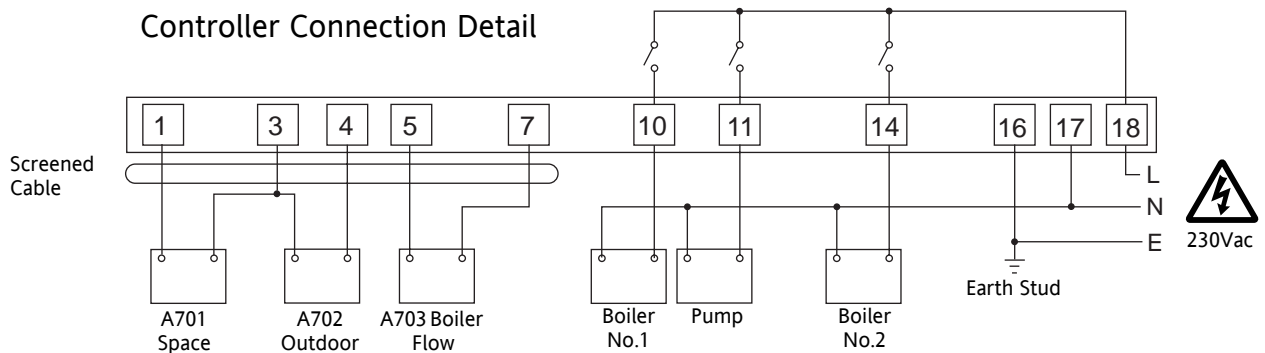 Controller Connection Detail
1 3 4 5 7 10 11 14 16 17 18
Screened
Cable
L
N
E
230Vac
Earth Stud
A701
Space
A702
Outdoor
A703 Boiler
Flow
Boiler
No.1
Pump
Boiler
No.2